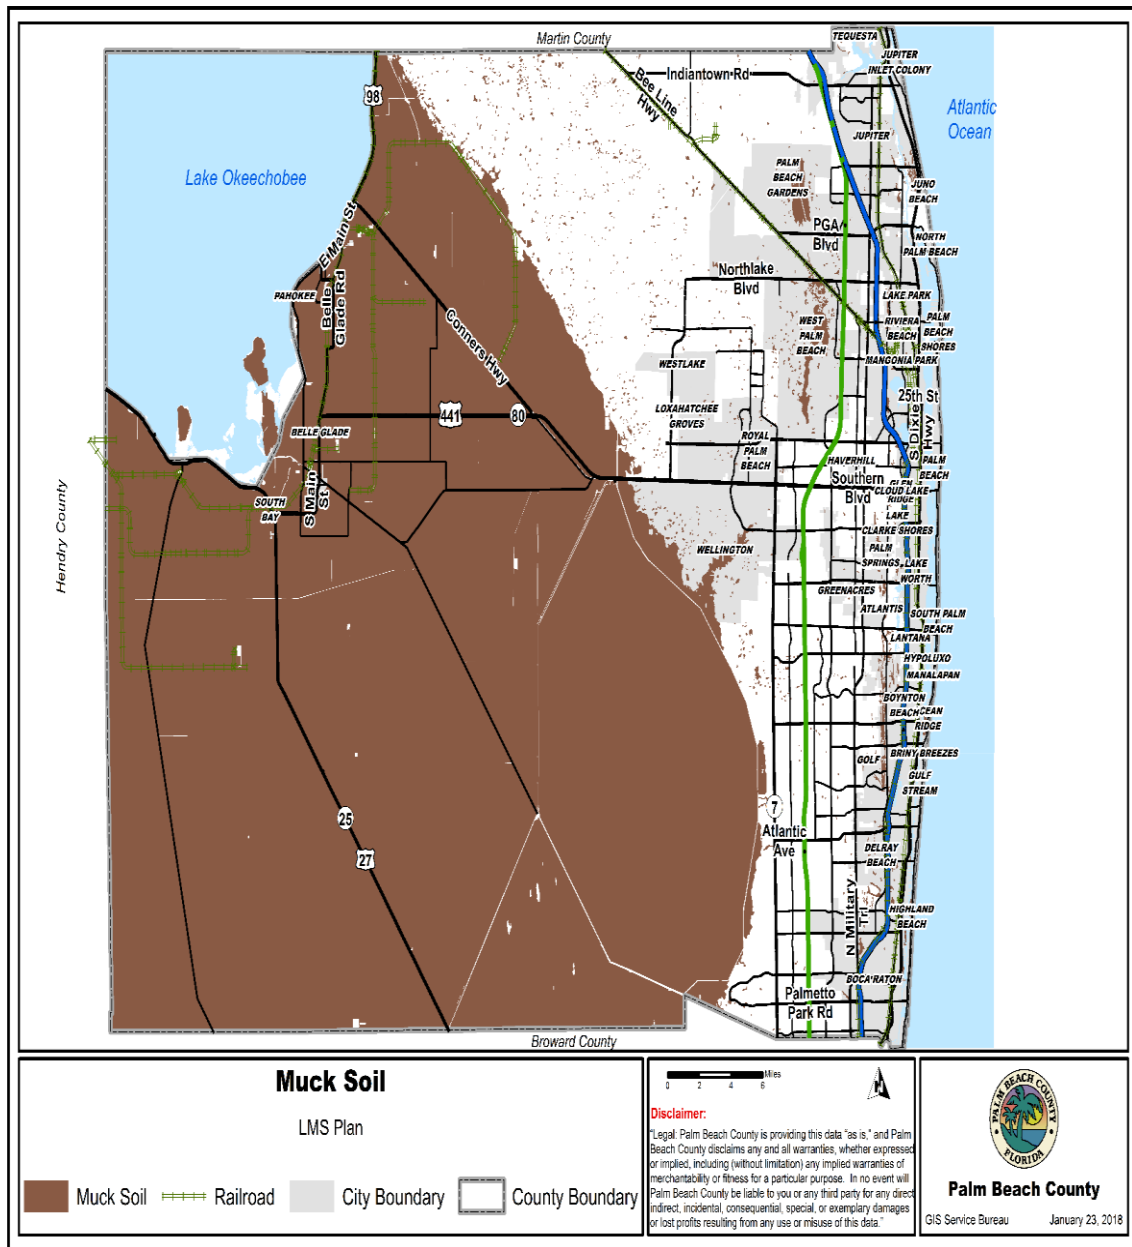 Martin County
TEQUESTA
JUPITER
INLET COLONY
Indiantown Rd
Bee Line
Hwy
98
Atlantic
Ocean
JUPITER
Lake Okeechobee
PALM
BEACH
GARDENS
JUNO
BEACH
E Main St
PGA
Blvd
NORTH
PALM BEACH
Northlake
Blvd
PAHOKEE
Belle
Glade Rd
LAKE PARK
Conners Hwy
WEST
PALM
BEACH
RIVIERA
BEACH
PALM
BEACH
SHORES
MANGONIA PARK
WESTLAKE
25th St
LOXAHATCHEE
GROVES
441
80
S Dixie
Hwy
BELLE GLADE
ROYAL
PALM
BEACH
HAVERHILL
PALM
BEACH
Southern
Blvd
GLEN
RIDGE
CLOUD LAKE
S Main
St
SOUTH
BAY
Hendry County
LAKE
CLARKE SHORES
WELLINGTON
PALM
SPRINGS
LAKE
WORTH
GREENACRES
ATLANTIS
SOUTH PALM
BEACH
LANTANA
HYPOLUXO
MANALAPAN
BOYNTON
BEACH
CEAN
RIDGE
BRINY BREEZES
GOLF
GULF
STREAM
7
25
Atlantic
Ave
27
DELRAY
BEACH
N Military
Trl
HIGHLAND
BEACH
BOCA RATON
Palmetto
Park Rd
Broward County
Muck Soil
LMS Plan
Muck Soil
Railroad
City Boundary
County Boundary
Miles
0 2 4 6
N
Disclaimer:
"Legal: Palm Beach County is providing this data "as is," and Palm
Beach County disclaims any and all warranties, whether expressed
or implied, including (without limitation) any implied warranties of
merchantability or fitness for a particular purpose. In no event will
Palm Beach County be liable to you or any third party for any direct
indirect, incidental, consequential, special, or exemplary damages
or lost profits resulting from any use or misuse of this data."
PALM BEACH COUNTY
FLORIDA
Palm Beach County
GIS Service Bureau January 23, 2018